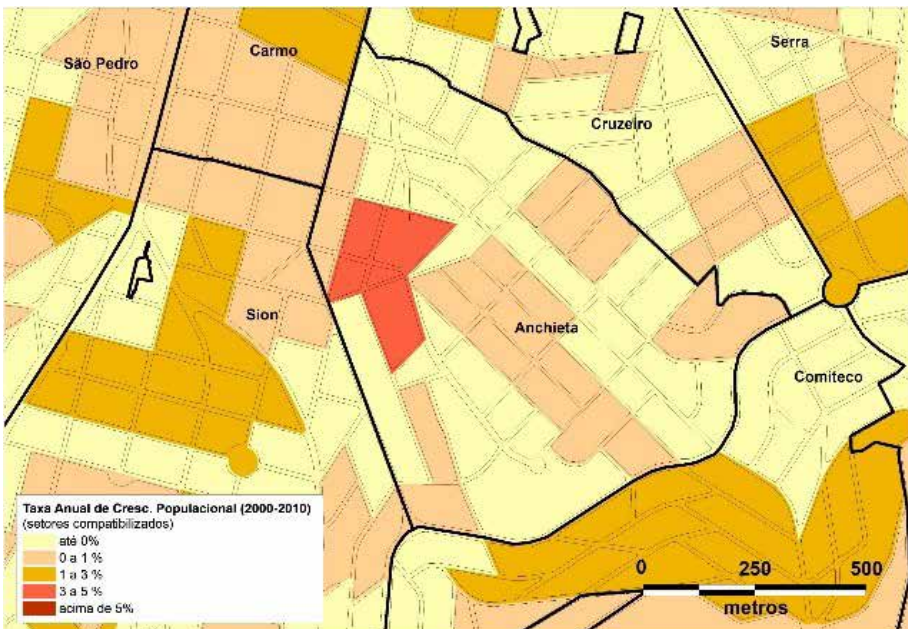 Carmo
São Pedro
Serra
Cruzeiro
Sion
Anchieta
Comiteco
Taxa Anual de Cresc. Populacional (2000-2010)
(setores compatibilizados)
até 0%
0 a 1 %
1 a 3 %
3 a 5 %
acima de 5%
0 250 500
metros